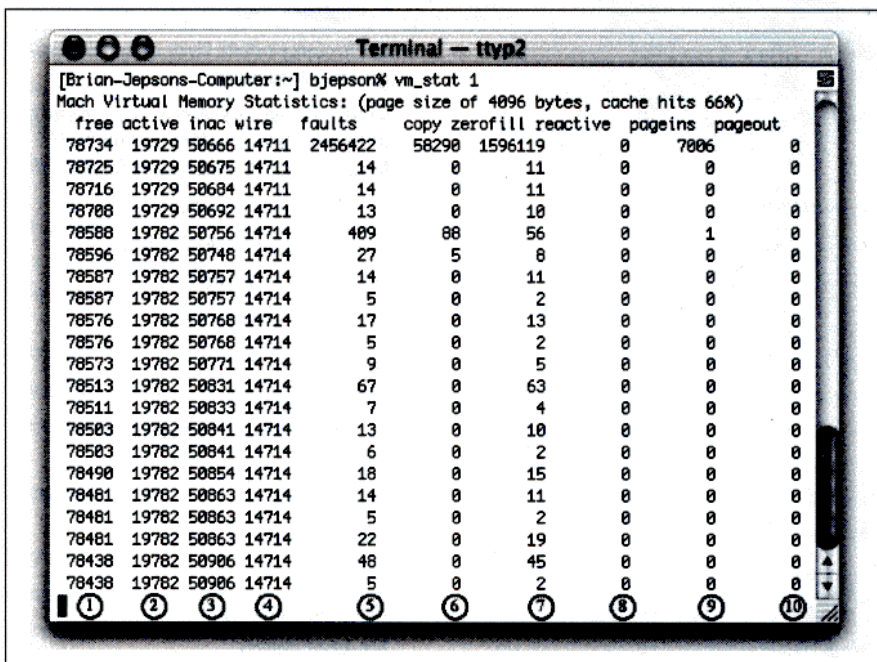 Terminal — ttyp2
[Brian-Jepsons-Computer:~] bjepson% vm_stat 1
Mach Virtual Memory Statistics: (page size of 4096 bytes, cache hits 66%)
free active inac wire faults copy zerofill reactive pageins pageout
78734 19729 50666 14711 2456422 58290 1596119 0 7006 0
78725 19729 50675 14711 14 0 11 0 0 0
78716 19729 50684 14711 14 0 11 0 0 0
78708 19729 50692 14711 13 0 10 0 0 0
78588 19782 50756 14714 409 88 56 0 1 0
78596 19782 50748 14714 27 5 8 0 0 0
78587 19782 50757 14714 14 0 11 0 0 0
78587 19782 50757 14714 5 0 2 0 0 0
78576 19782 50768 14714 17 0 13 0 0 0
78576 19782 50768 14714 5 0 2 0 0 0
78573 19782 50771 14714 9 0 5 0 0 0
78513 19782 50831 14714 67 0 63 0 0 0
78511 19782 50833 14714 7 0 4 0 0 0
78503 19782 50841 14714 13 0 10 0 0 0
78503 19782 50841 14714 6 0 2 0 0 0
78490 19782 50854 14714 18 0 15 0 0 0
78481 19782 50863 14714 14 0 11 0 0 0
78481 19782 50863 14714 5 0 2 0 0 0
78481 19782 50863 14714 22 0 19 0 0 0
78438 19782 50906 14714 48 0 45 0 0 0
78438 19782 50906 14714 5 0 2 0 0 0
1 2 3 4 5 6 7 8 9 10